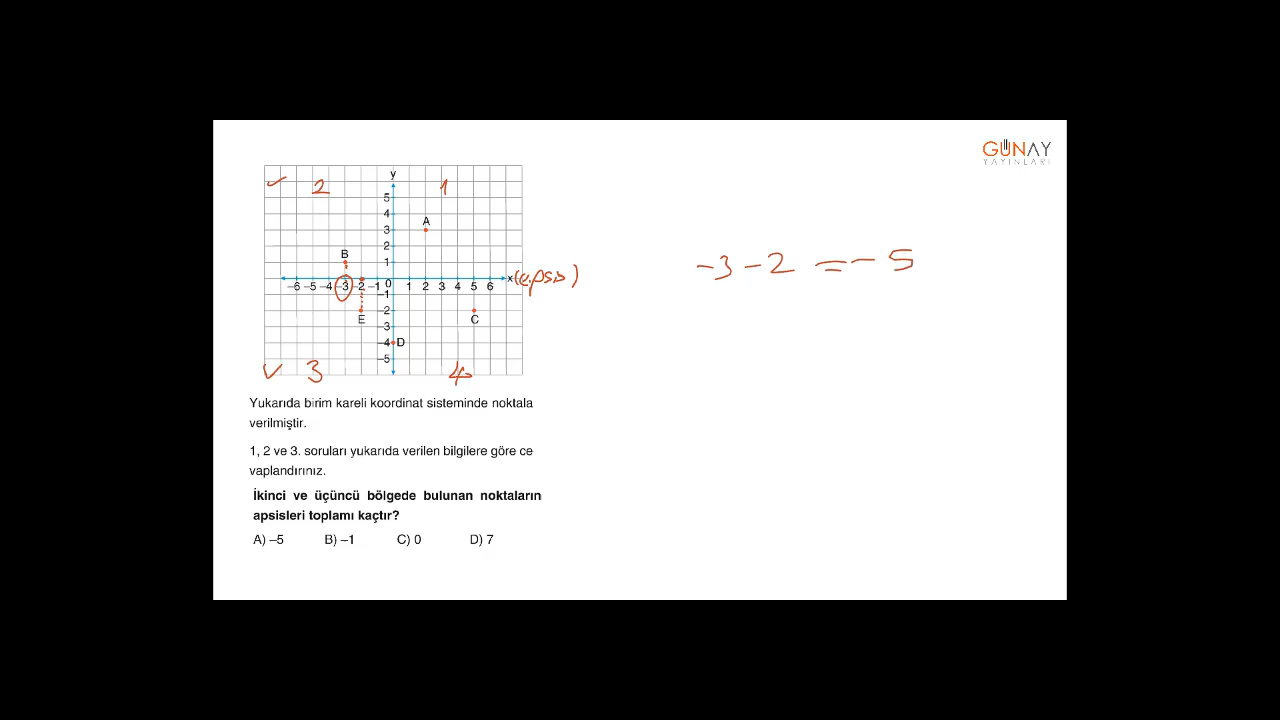 GÜNAY
YAYINLARI
y
2 1
5
4
3 A
2
B 1
–6 –5 –4 –3 –2 –1 0 1 2 3 4 5 6 x (apsis)
–1
–2
E –3 C
–4 D
–5
3 4
-3 -2 = -5
Yukarıda birim kareli koordinat sisteminde noktala
verilmiştir.
1, 2 ve 3. soruları yukarıda verilen bilgilere göre ce
vaplandırınız.
İkinci ve üçüncü bölgede bulunan noktaların
apsisleri toplamı kaçtır?
A) –5 B) –1 C) 0 D) 7